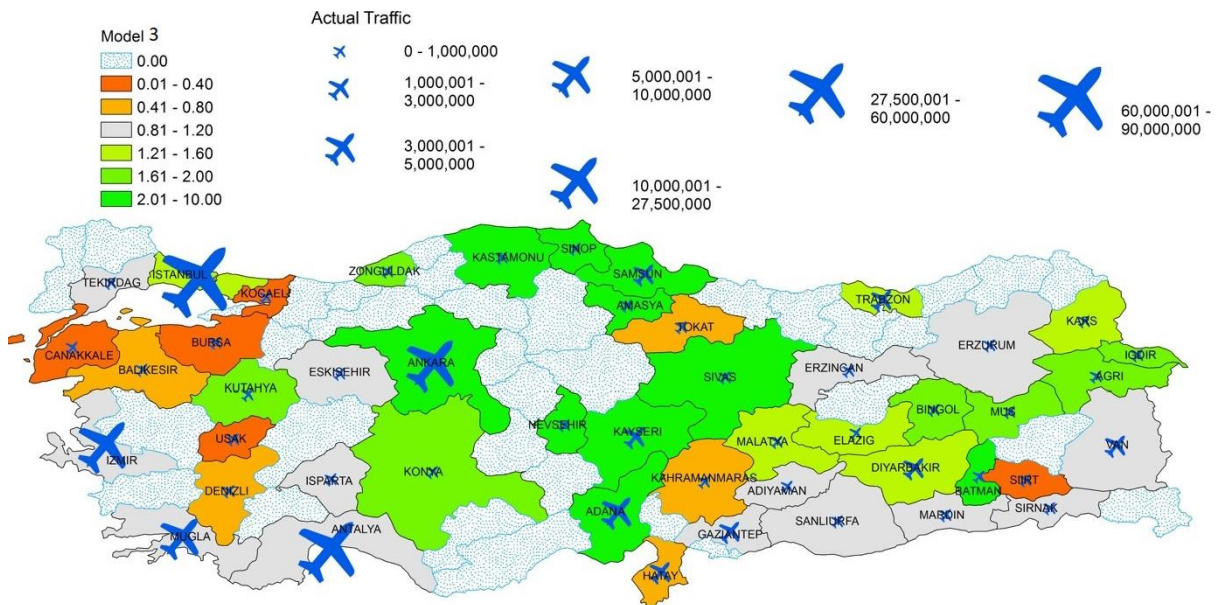 Actual Traffic
Model 3
0.00
0.01 - 0.40
0.41 - 0.80
0.81 - 1.20
1.21 - 1.60
1.61 - 2.00
2.01 - 10.00
0 - 1,000,000
1,000,001 -
3,000,000
3,000,001 -
5,000,000
5,000,001 -
10,000,000
10,000,001 -
27,500,000
27,500,001 -
60,000,000
60,000,001 -
90,000,000
TEKIRDAG
ISTANBUL
KOCAELI
ZONGULDAK
KASTAMONU
SINOP
SAMSUN
AMASYA
TOKAT
TRABZON
KARS
IGDIR
AGRI
ERZURUM
ERZINCAN
CANAKKALE
BALIKESIR
BURSA
KUTAHYA
ESKISEHIR
ANKARA
SIVAS
NEVSEHIR
KAYSERI
MALATYA
ELAZIG
BINGOL
MUS
VAN
USAK
IZMIR
DENIZLI
ISPARTA
KONYA
KAHRAMANMARAS
ADIYAMAN
DIYARBAKIR
BATMAN
SIIRT
SIRNAK
MARDIN
SANLIURFA
GAZIANTEP
ADANA
HATAY
ANTALYA
MUGLA